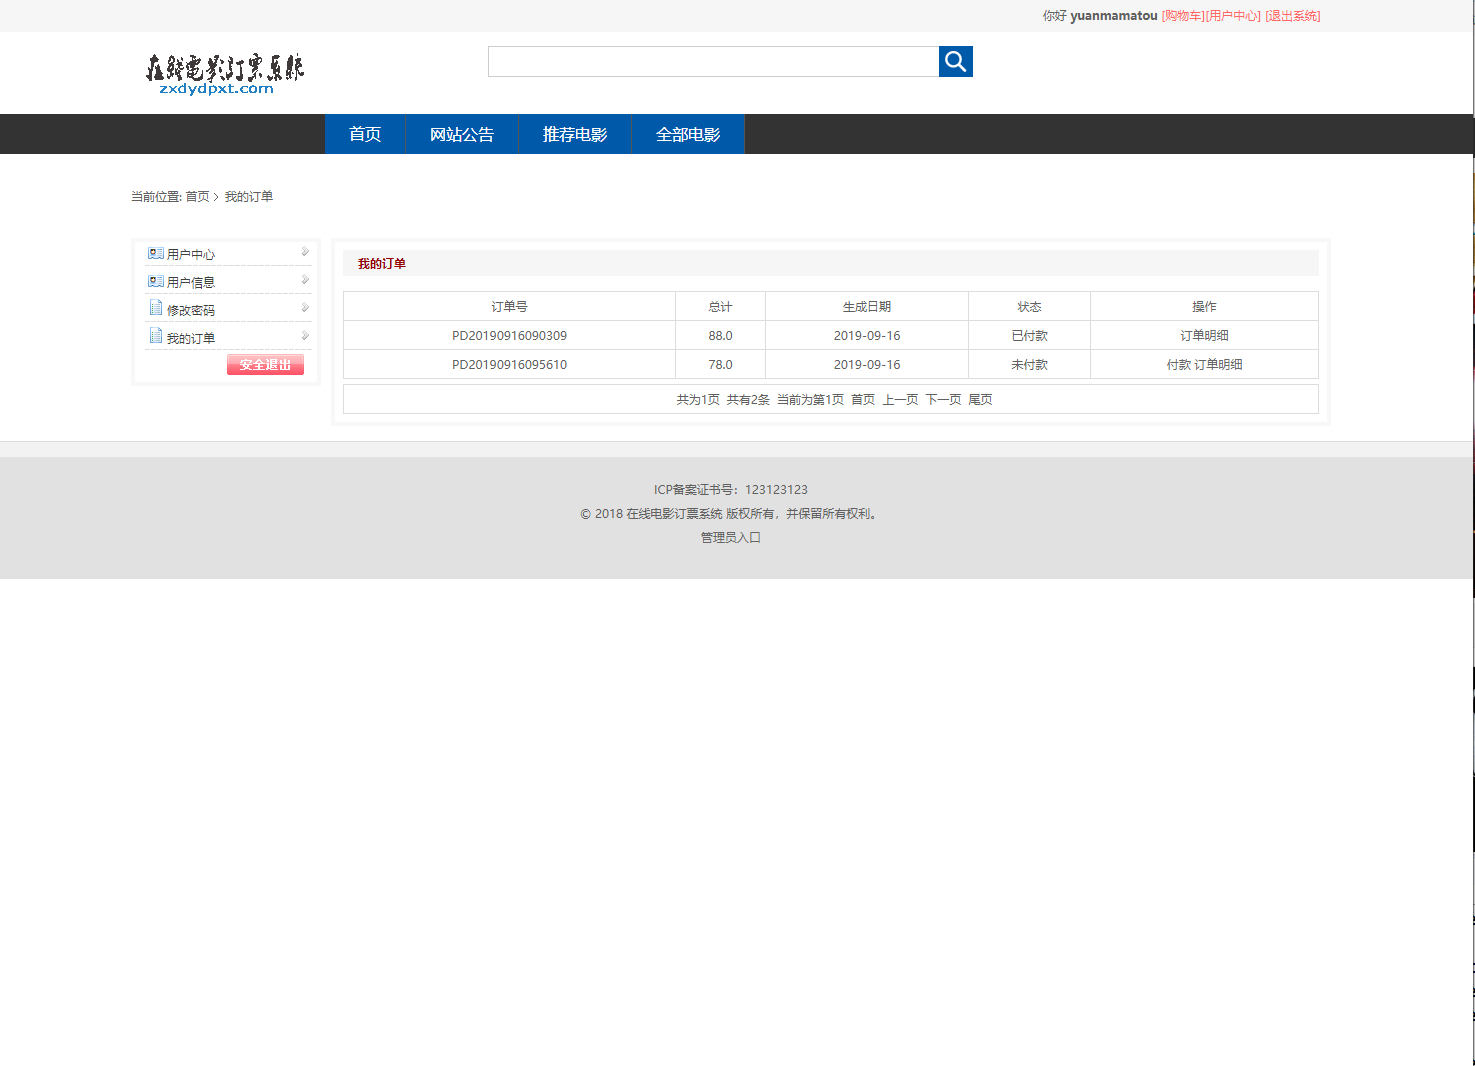 你好 yuanmamatou [购物车][用户中心] [退出系统]
在线电影订票系统
zxdydpxt.com
首页 网站公告 推荐电影 全部电影
当前位置: 首页 > 我的订单
用户中心
用户信息
修改密码
我的订单
安全退出
我的订单
订单号 总计 生成日期 状态 操作
PD20190916090309 88.0 2019-09-16 已付款 订单明细
PD20190916095610 78.0 2019-09-16 未付款 付款 订单明细
共为1页 共有2条 当前为第1页 首页 上一页 下一页 尾页
ICP备案证书号：123123123
© 2018 在线电影订票系统 版权所有，并保留所有权利。
管理员入口